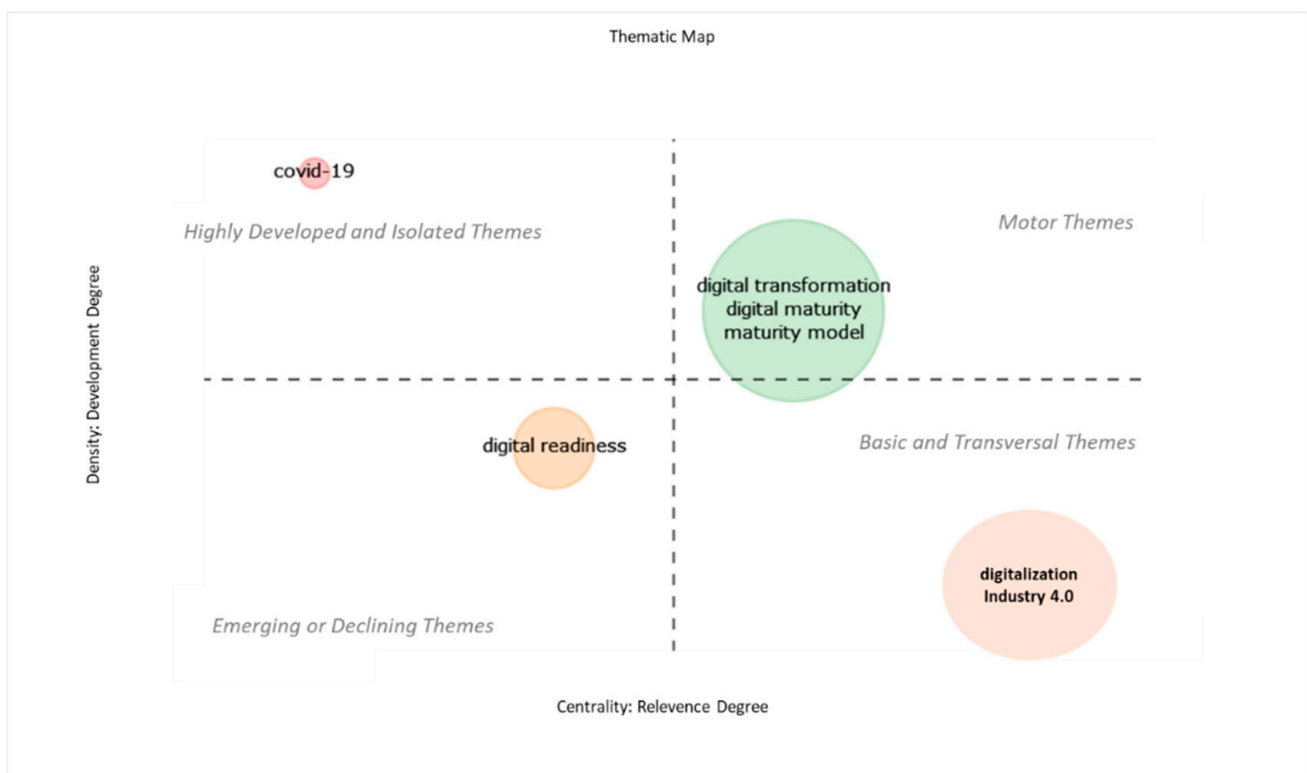 Thematic Map
covid-19
Highly Developed and Isolated Themes
Motor Themes
digital transformation
digital maturity
maturity model
Density: Development Degree
digital readiness
Basic and Transversal Themes
digitalization
Industry 4.0
Emerging or Declining Themes
Centrality: Relevence Degree